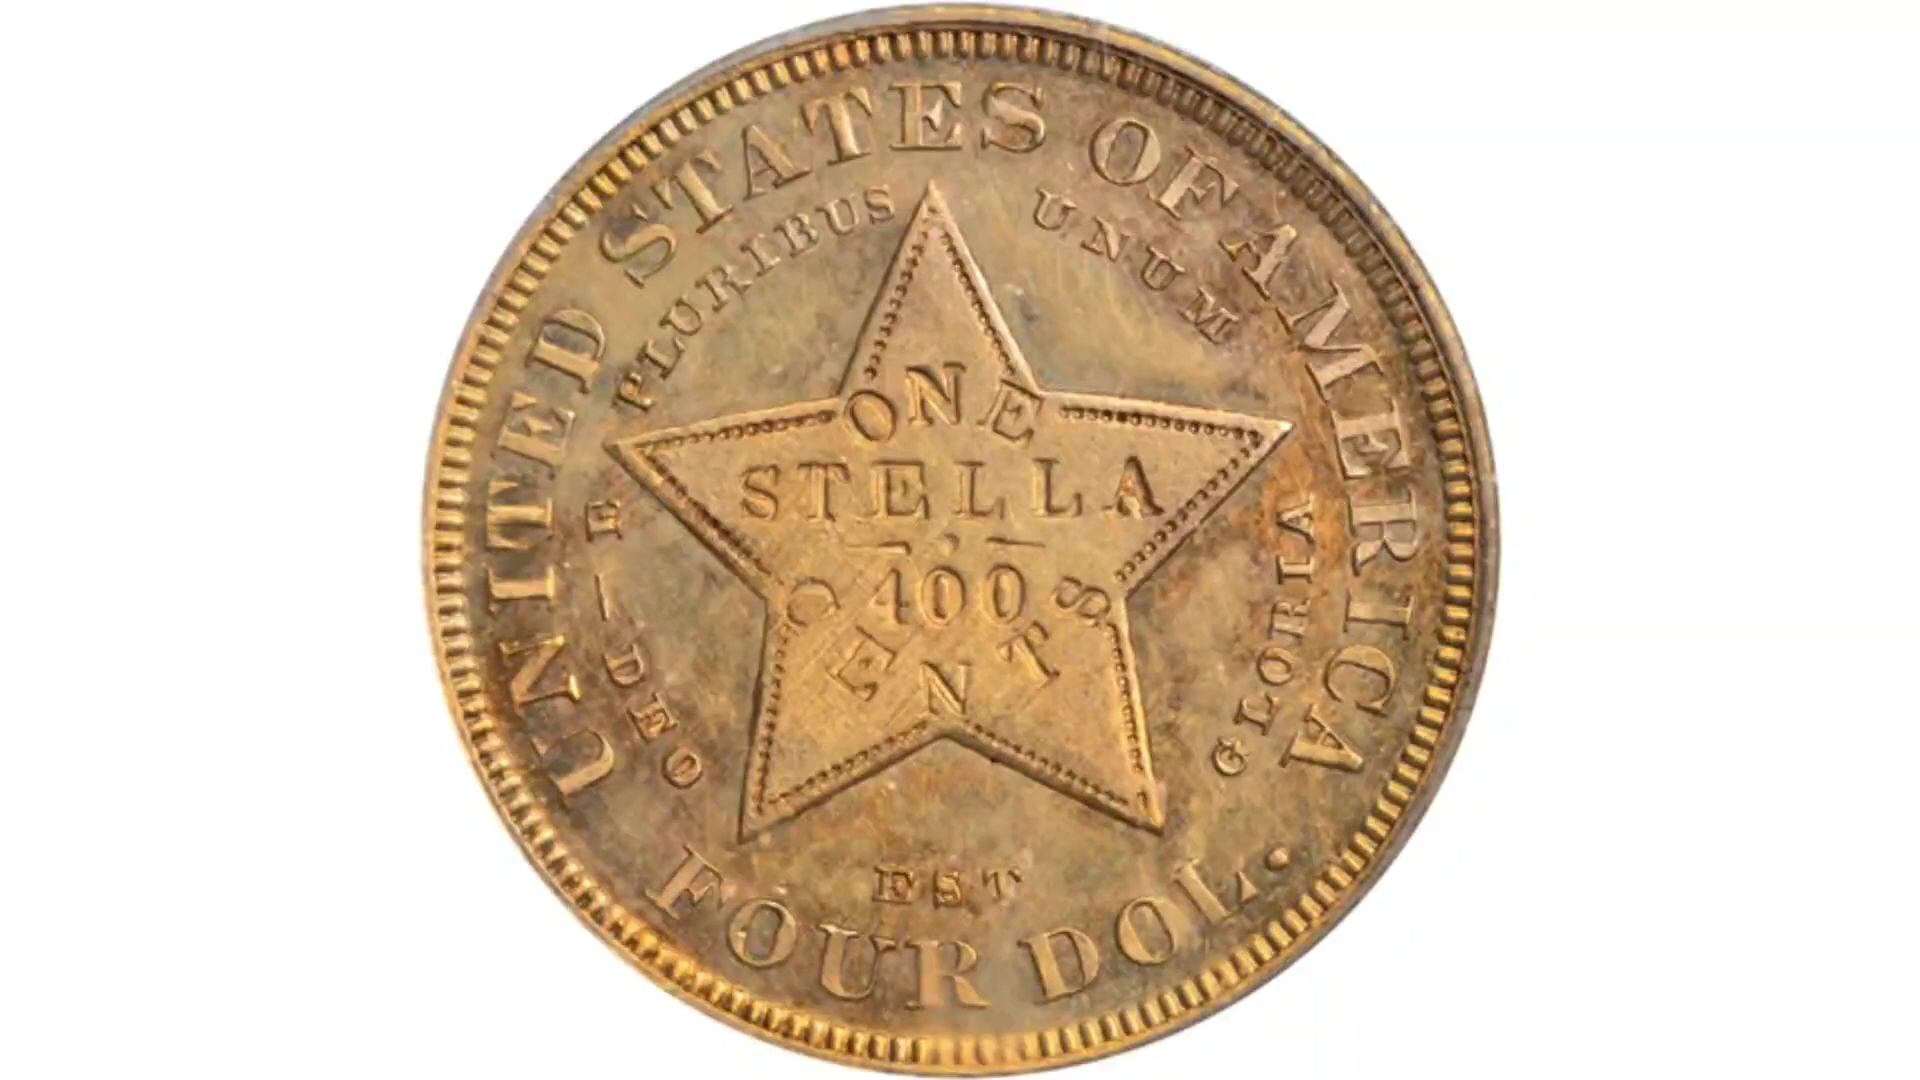 UNITED STATES OF AMERICA
E PLURIBUS UNUM
ONE
STELLA
400
CENTS
DEO EST GLORIA
FOUR DOL.